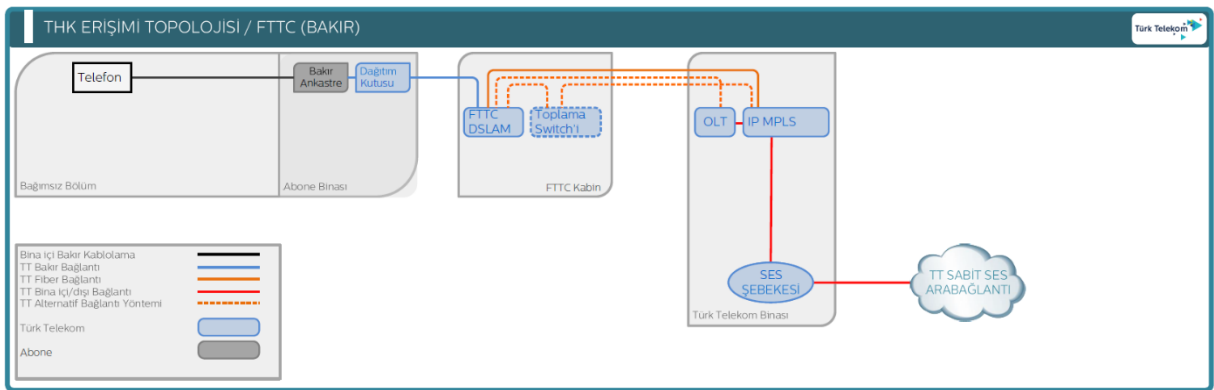 THK ERİŞİMİ TOPOLOJİSİ / FTTC (BAKIR)
Türk Telekom
Telefon
Bakır
Ankastre
Dağıtım
Kutusu
FTTC
DSLAM
Toplama
Switch'I
OLT
IP MPLS
Bağımsız Bölüm
Abone Binası
FTTC Kabin
Bina içi Bakır Kablolama
TT Bakır Bağlantı
TT Fiber Bağlantı
TT Bina içi/dışı Bağlantı
TT Alternatif Bağlantı Yöntemi
Türk Telekom
Abone
SES
ŞEBEKESİ
TT SABİT SES
ARABAĞLANTI
Türk Telekom Binası